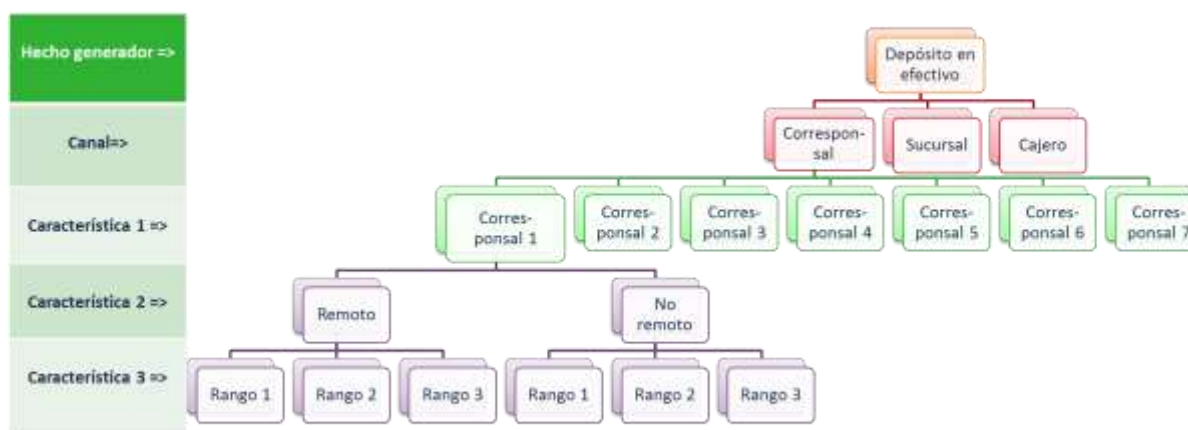 Hecho generador =>
Depósito en
efectivo
Canal=>
Correspon-
sal
Sucursal
Cajero
Característica 1 =>
Corres-
ponsal 1
Corres-
ponsal 2
Corres-
ponsal 3
Corres-
ponsal 4
Corres-
ponsal 5
Corres-
ponsal 6
Corres-
ponsal 7
Característica 2 =>
Remoto
No
remoto
Característica 3 =>
Rango 1
Rango 2
Rango 3
Rango 1
Rango 2
Rango 3